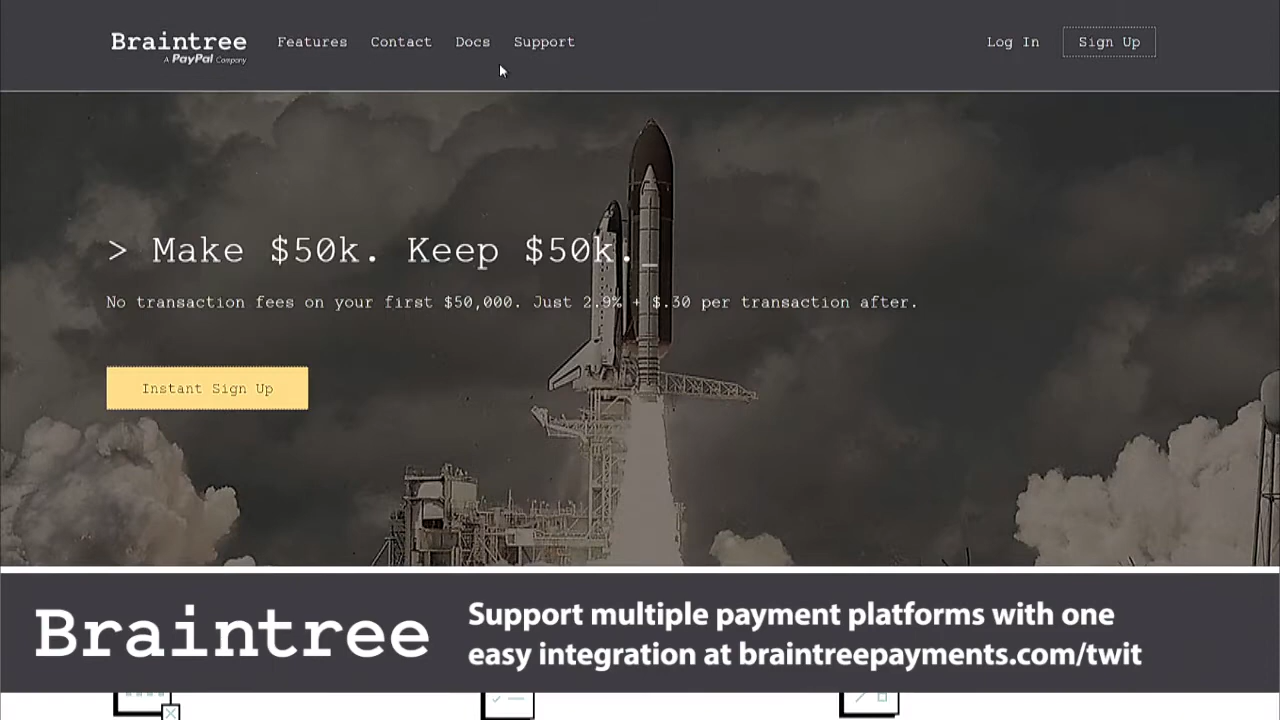 Braintree
A PayPal Company
Features
Contact
Docs
Support
Log In
Sign Up
> Make $50k. Keep $50k.
No transaction fees on your first $50,000. Just 2.9% + $.30 per transaction after.
Instant Sign Up
Braintree
Support multiple payment platforms with one
easy integration at braintreepayments.com/twit